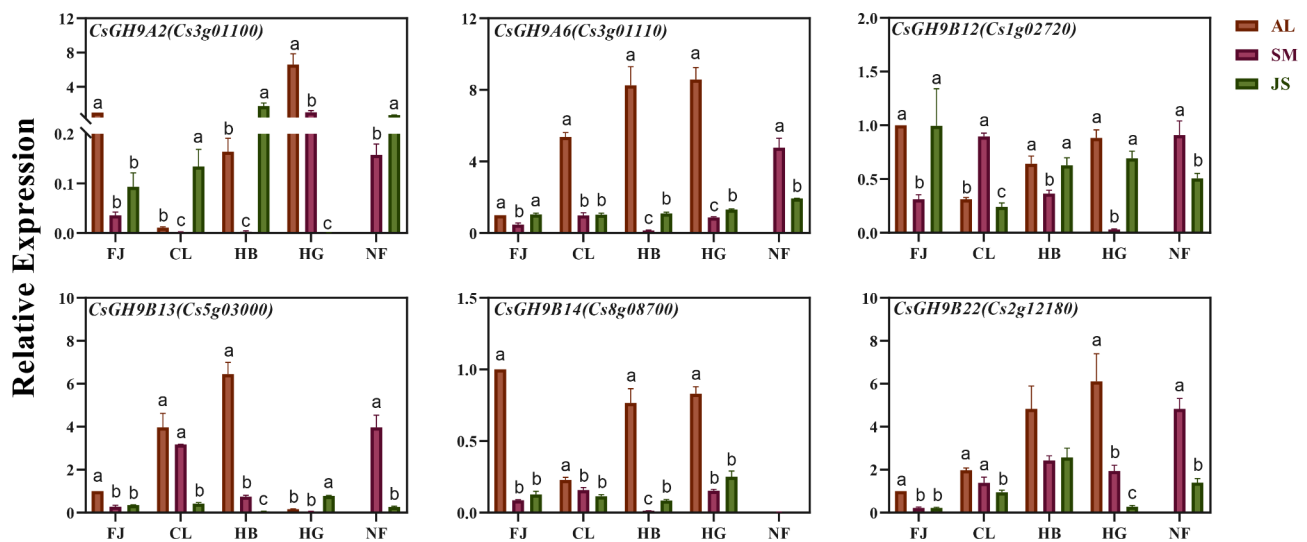 Relative Expression
CsGH9A2(Cs3g01100)
12
8
4
0.2
0.1
0.0
a
b
b
b
c
a
b
c
a
a
b
c
b
a
FJ CL HB HG NF
CsGH9A6(Cs3g01110)
12
8
4
0
a
b
a
a
b
b
a
c
b
a
c
b
a
b
FJ CL HB HG NF
CsGH9B12(Cs1g02720)
2.0
1.5
1.0
0.5
0.0
a
b
a
b
a
c
a
b
a
a
b
a
a
b
FJ CL HB HG NF
AL
SM
JS
CsGH9B13(Cs5g03000)
10
8
6
4
2
0
a
b
b
a
a
b
a
b
c
b
b
a
a
b
FJ CL HB HG NF
CsGH9B14(Cs8g08700)
1.5
1.0
0.5
0.0
a
b
b
a
b
b
a
c
b
a
b
b
FJ CL HB HG NF
CsGH9B22(Cs2g12180)
10
8
6
4
2
0
a
b
b
a
a
b
a
b
c
a
b
FJ CL HB HG NF